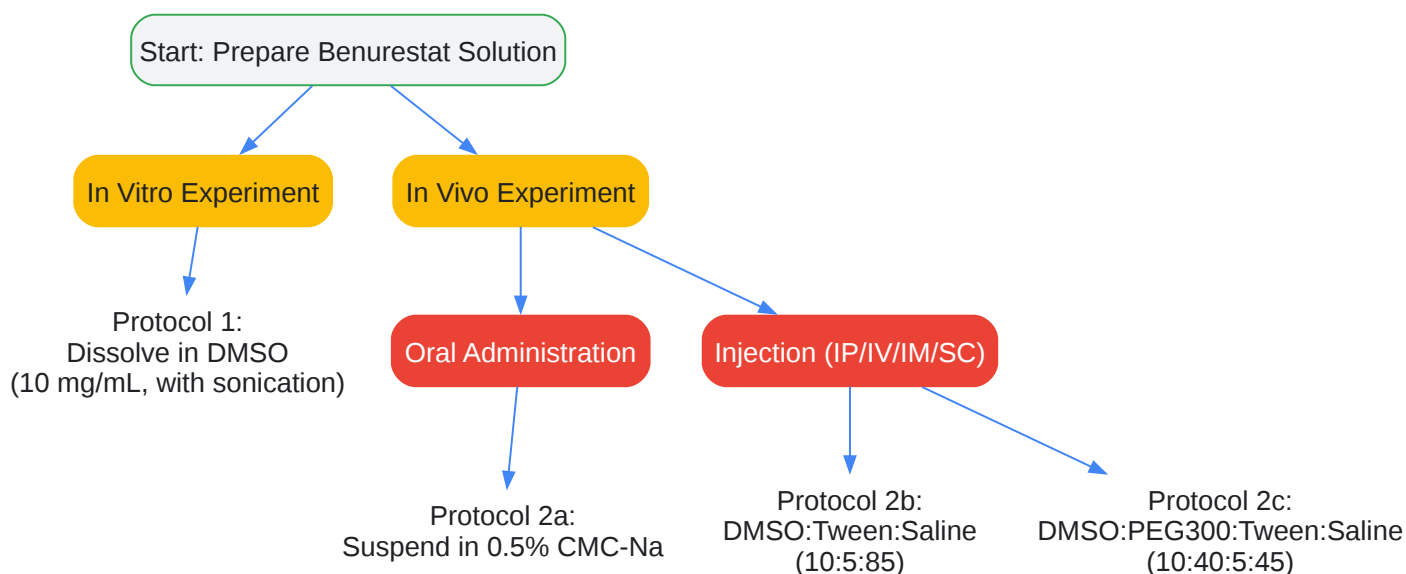 Start: Prepare Benurestat Solution
In Vitro Experiment
In Vivo Experiment
Protocol 1:
Dissolve in DMSO
(10 mg/mL, with sonication)
Oral Administration
Injection (IP/IV/IM/SC)
Protocol 2a:
Suspend in 0.5% CMC-Na
Protocol 2b:
DMSO:Tween:Saline
(10:5:85)
Protocol 2c:
DMSO:PEG300:Tween:Saline
(10:40:5:45)